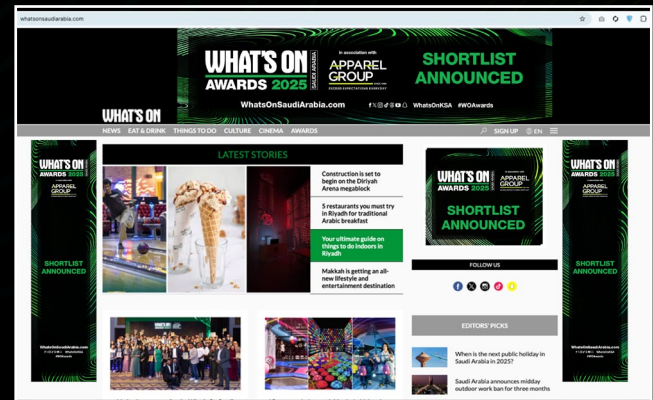 whatsonsaudiarabia.com
WHAT'S ON
SAUDI ARABIA
AWARDS 2025
In association with
APPAREL
GROUP
SHORTLIST
ANNOUNCED
WhatsOnSaudiArabia.com
WhatsOnKSA #WOAwards
WHAT'S ON
NEWS EAT & DRINK THINGS TO DO CULTURE CINEMA AWARDS
SIGN UP EN
WHAT'S ON
AWARDS 2025
APPAREL
GROUP
SHORTLIST
ANNOUNCED
WhatsOnSaudiArabia.com
LATEST STORIES
Construction is set to
begin on the Diriyah
Arena megablock
5 restaurants you must try
in Riyadh for traditional
Arabic breakfast
Your ultimate guide on
things to do indoors in
Riyadh
Makkah is getting an all-
new lifestyle and
entertainment destination
WHAT'S ON
AWARDS 2025
APPAREL
GROUP
SHORTLIST
ANNOUNCED
FOLLOW US
EDITORS' PICKS
When is the next public holiday in
Saudi Arabia in 2025?
Saudi Arabia announces midday
outdoor work ban for three months
WHAT'S ON
AWARDS 2025
APPAREL
GROUP
SHORTLIST
ANNOUNCED
WhatsOnSaudiArabia.com